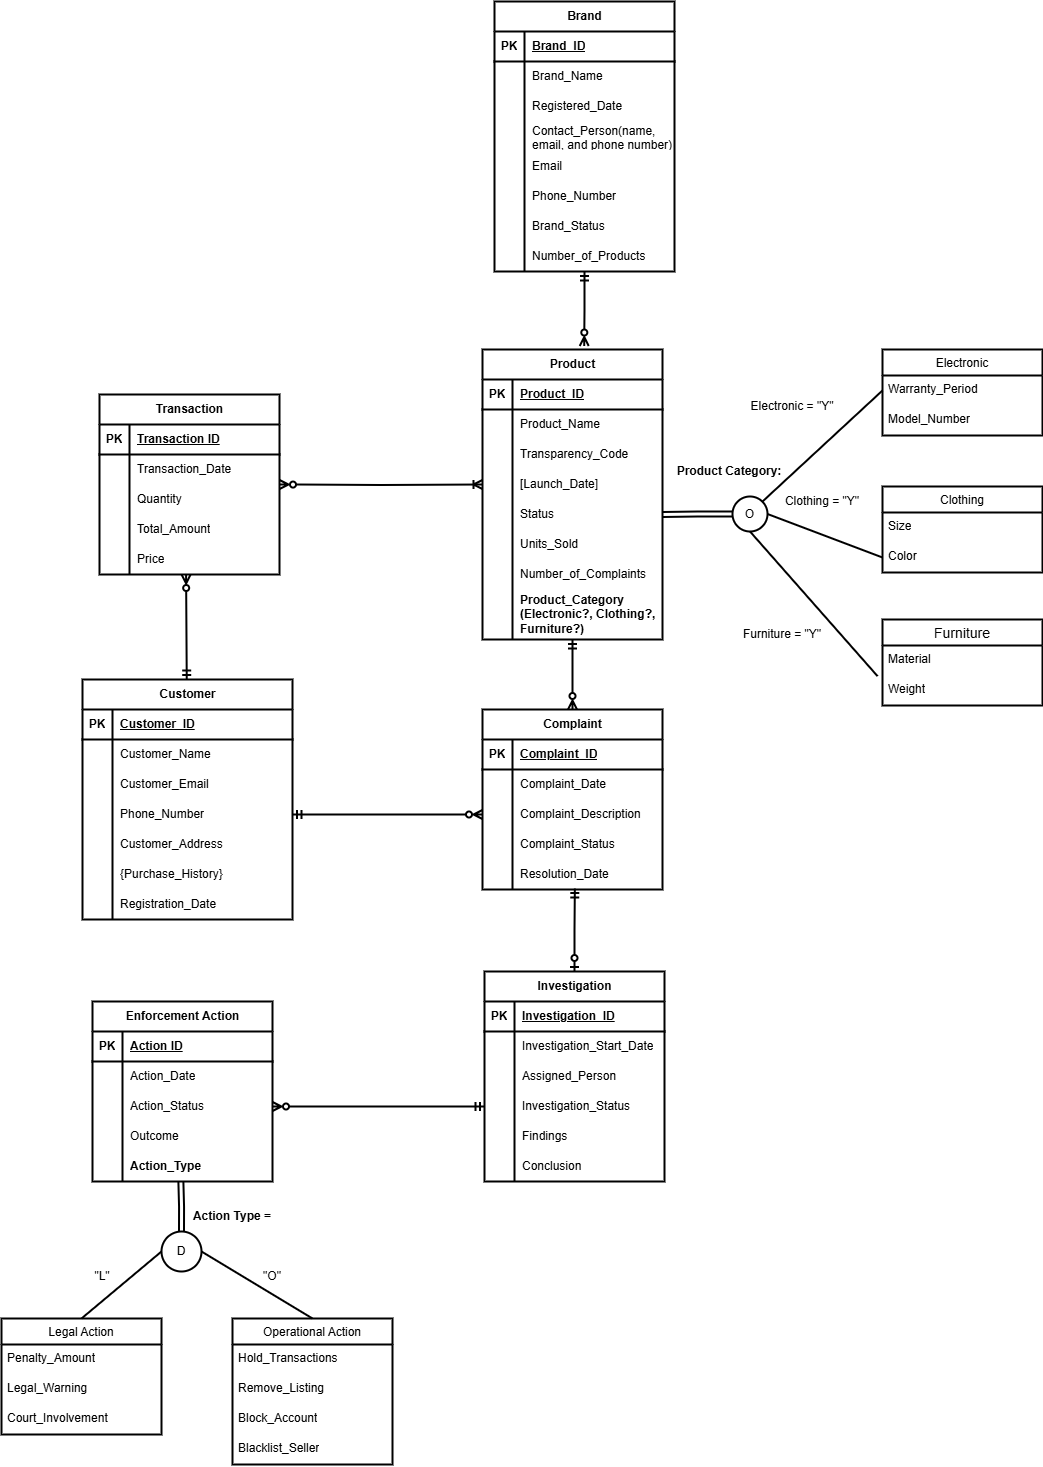 Brand
PK Brand_ID
Brand_Name
Registered_Date
Contact_Person(name,
email, and phone number)
Email
Phone_Number
Brand_Status
Number_of_Products
Product
PK Product_ID
Product_Name
Transparency_Code
[Launch_Date]
Status
Units_Sold
Number_of_Complaints
Product_Category
(Electronic?, Clothing?,
Furniture?)
Product Category:
O
Electronic = "Y"
Clothing = "Y"
Furniture = "Y"
Electronic
Warranty_Period
Model_Number
Clothing
Size
Color
Furniture
Material
Weight
Transaction
PK Transaction ID
Transaction_Date
Quantity
Total_Amount
Price
Customer
PK Customer_ID
Customer_Name
Customer_Email
Phone_Number
Customer_Address
{Purchase_History}
Registration_Date
Complaint
PK Complaint_ID
Complaint_Date
Complaint_Description
Complaint_Status
Resolution_Date
Investigation
PK Investigation_ID
Investigation_Start_Date
Assigned_Person
Investigation_Status
Findings
Conclusion
Enforcement Action
PK Action ID
Action_Date
Action_Status
Outcome
Action_Type
Action Type =
D
"L"
"O"
Legal Action
Penalty_Amount
Legal_Warning
Court_Involvement
Operational Action
Hold_Transactions
Remove_Listing
Block_Account
Blacklist_Seller